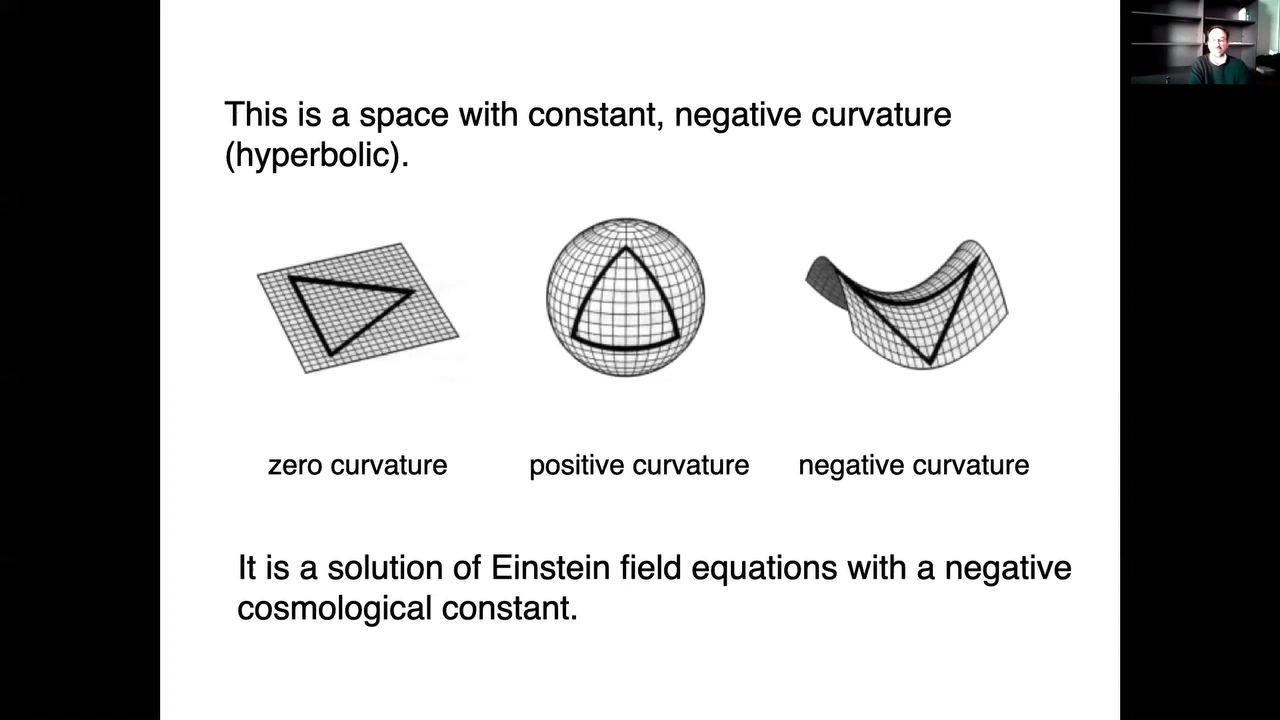 This is a space with constant, negative curvature
(hyperbolic).
zero curvature
positive curvature
negative curvature
It is a solution of Einstein field equations with a negative
cosmological constant.